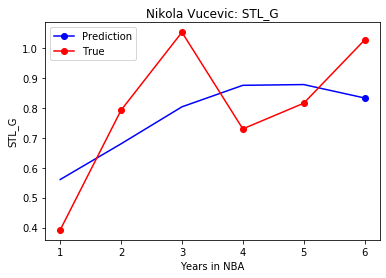 Nikola Vucevic: STL_G
Prediction
True
1.0
0.9
0.8
0.7
0.6
0.5
0.4
STL_G
1 2 3 4 5 6
Years in NBA